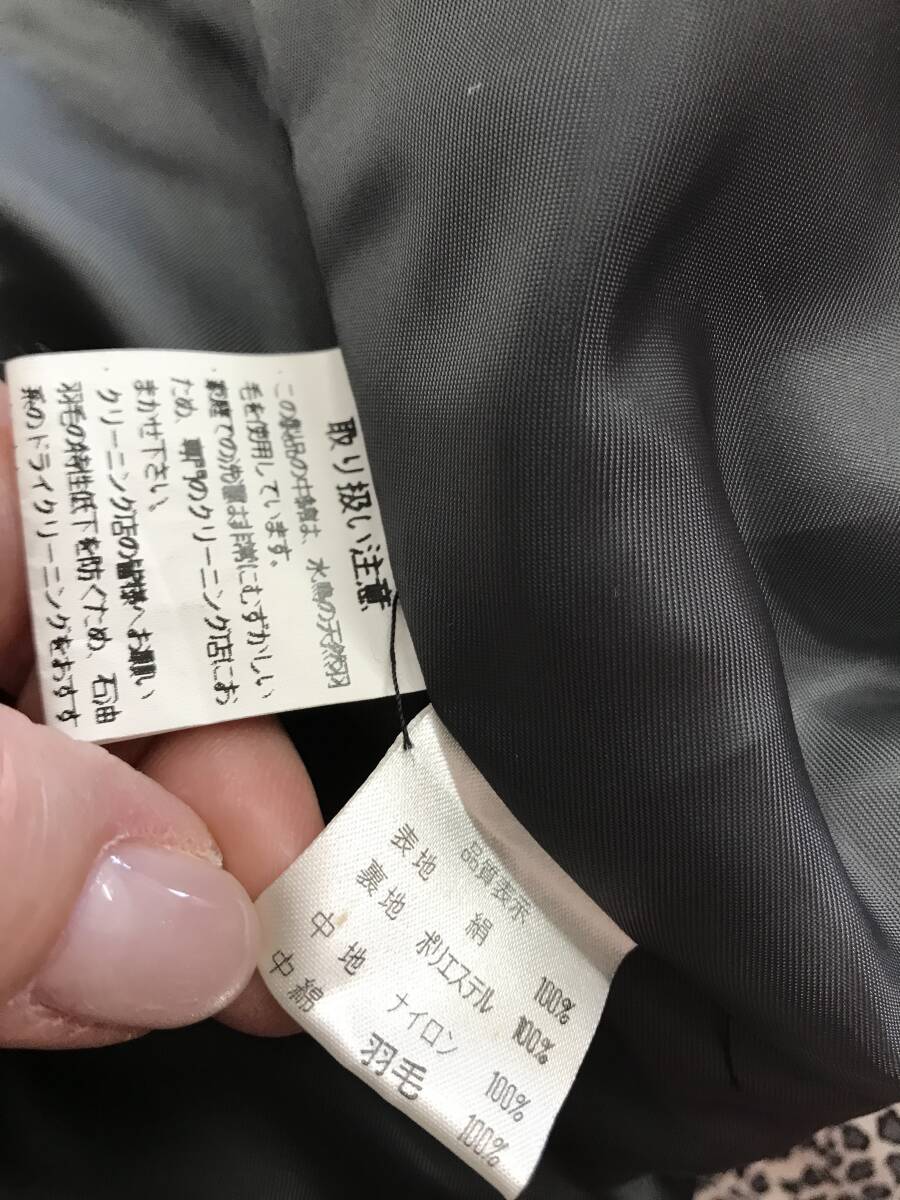 取り扱い注意
この製品の中綿は、水鳥の天然羽
毛を使用しています。
家庭での洗濯は非常にむずかしい
ため、専門のクリーニング店にお
まかせ下さい。
クリーニング店の皆様へお願い
羽毛の特性低下を防ぐため、石油
系のドライクリーニングをおすす
品質表示
表地 絹 100%
裏地 ポリエステル 100%
中地 ナイロン 100%
中綿 羽毛 100%